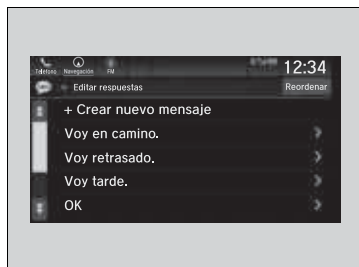 Teléfono Navegación FM 12:34
Editar respuestas Reordenar
+ Crear nuevo mensaje
Voy en camino.
Voy retrasado.
Voy tarde.
OK